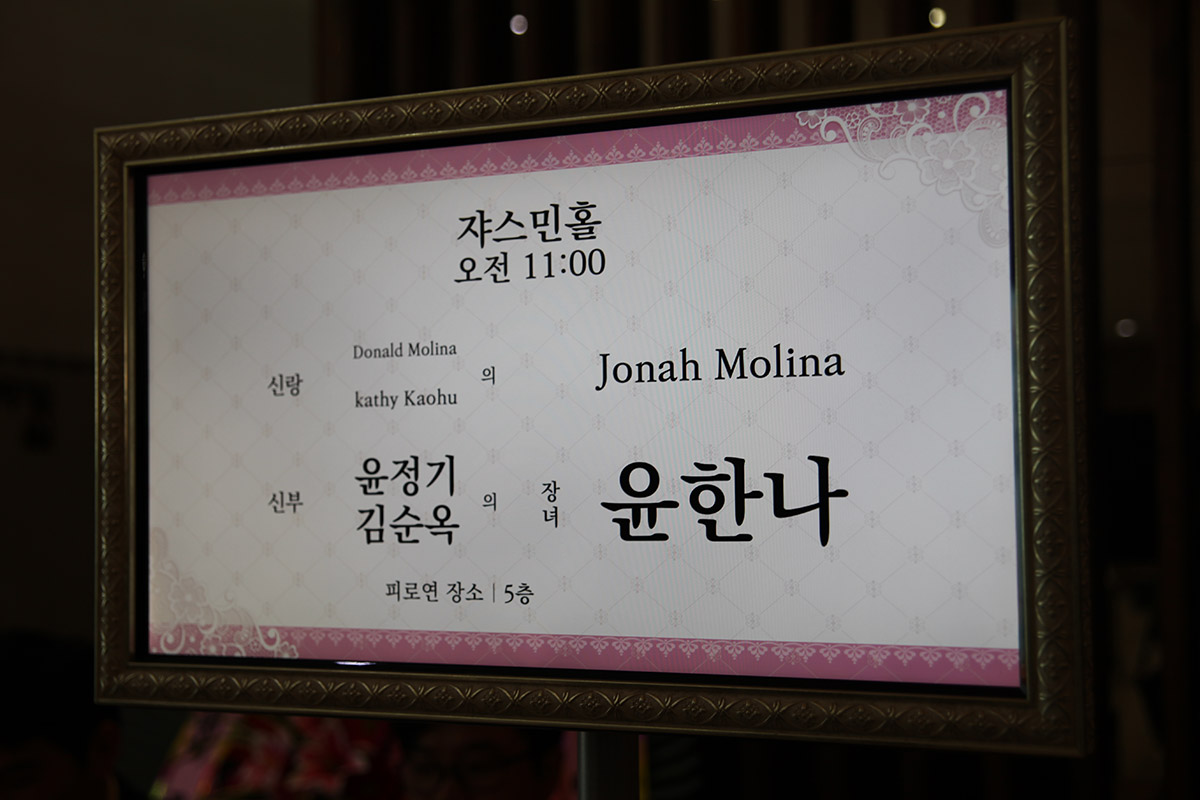 쟈스민홀
오전 11:00
Donald Molina
신랑 의 Jonah Molina
kathy Kaohu
윤정기
신부 의 장녀 윤한나
김순옥
피로연 장소 | 5층